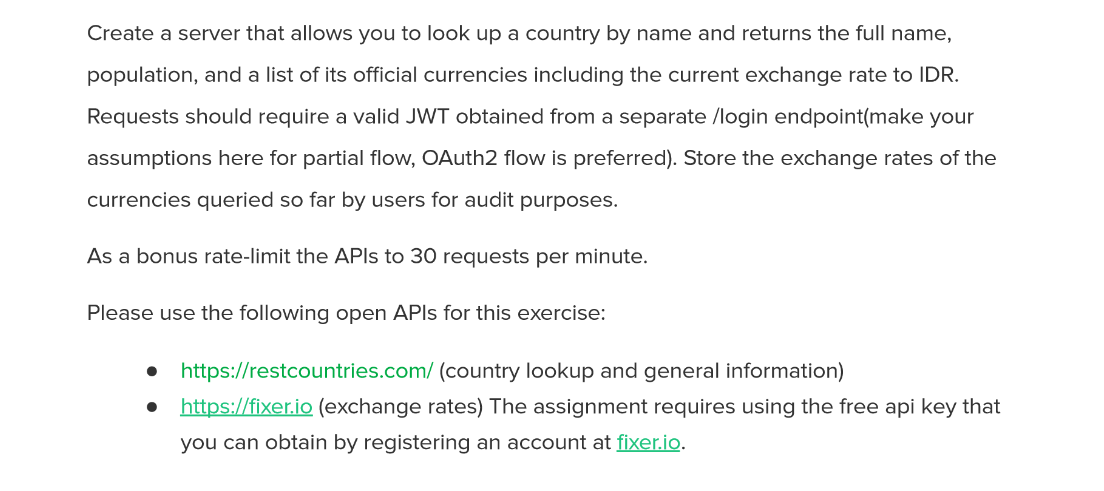 Create a server that allows you to look up a country by name and returns the full name,
population, and a list of its official currencies including the current exchange rate to IDR.
Requests should require a valid JWT obtained from a separate /login endpoint(make your
assumptions here for partial flow, OAuth2 flow is preferred). Store the exchange rates of the
currencies queried so far by users for audit purposes.
As a bonus rate-limit the APIs to 30 requests per minute.
Please use the following open APIs for this exercise:
● https://restcountries.com/ (country lookup and general information)
● https://fixer.io (exchange rates) The assignment requires using the free api key that
you can obtain by registering an account at fixer.io.